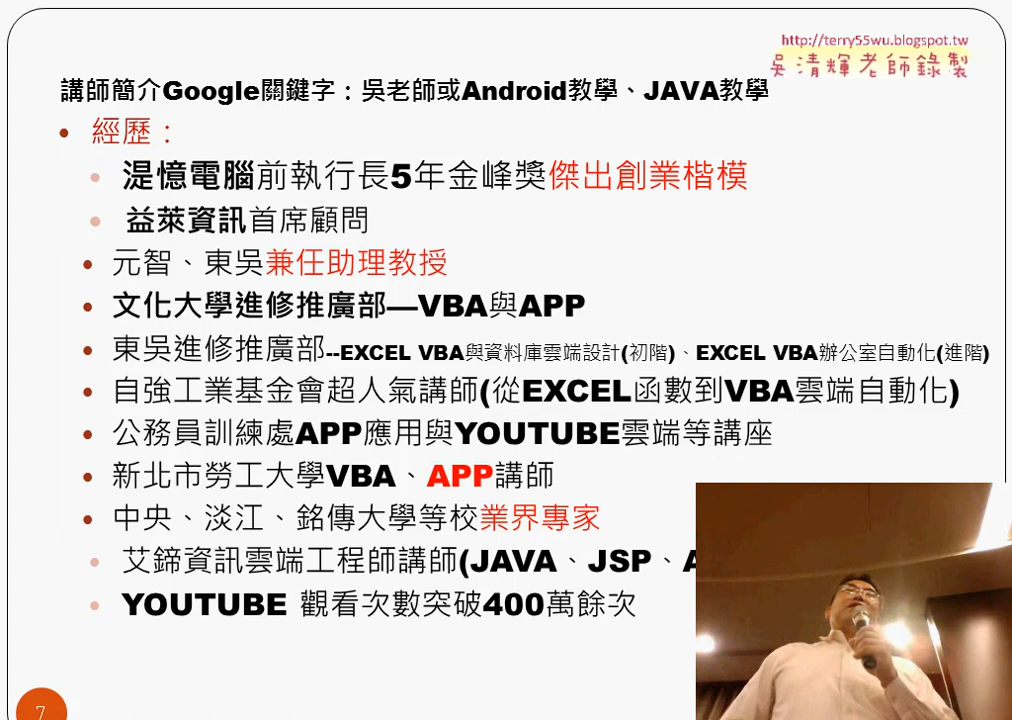 http://terry55wu.blogspot.tw
吳清輝老師錄製
講師簡介Google關鍵字：吳老師或Android教學、JAVA教學
經歷：
湜憶電腦前執行長5年金峰獎傑出創業楷模
益萊資訊首席顧問
元智、東吳兼任助理教授
文化大學進修推廣部—VBA與APP
東吳進修推廣部--EXCEL VBA與資料庫雲端設計(初階)、EXCEL VBA辦公室自動化(進階)
自強工業基金會超人氣講師(從EXCEL函數到VBA雲端自動化)
公務員訓練處APP應用與YOUTUBE雲端等講座
新北市勞工大學VBA、APP講師
中央、淡江、銘傳大學等校業界專家
艾鍗資訊雲端工程師講師(JAVA、JSP、
YOUTUBE 觀看次數突破400萬餘次
7